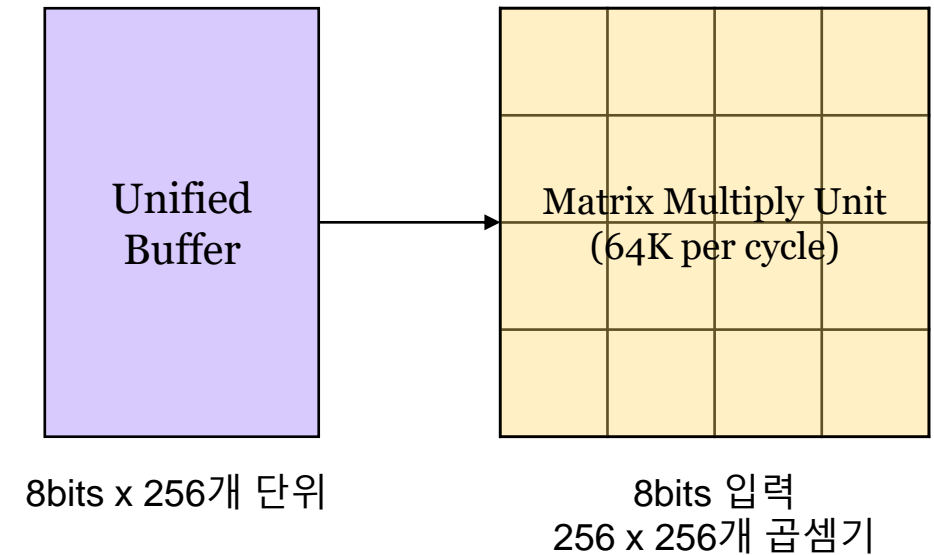 Unified
Buffer
Matrix Multiply Unit
(64K per cycle)
8bits x 256개 단위
8bits 입력
256 x 256개 곱셈기